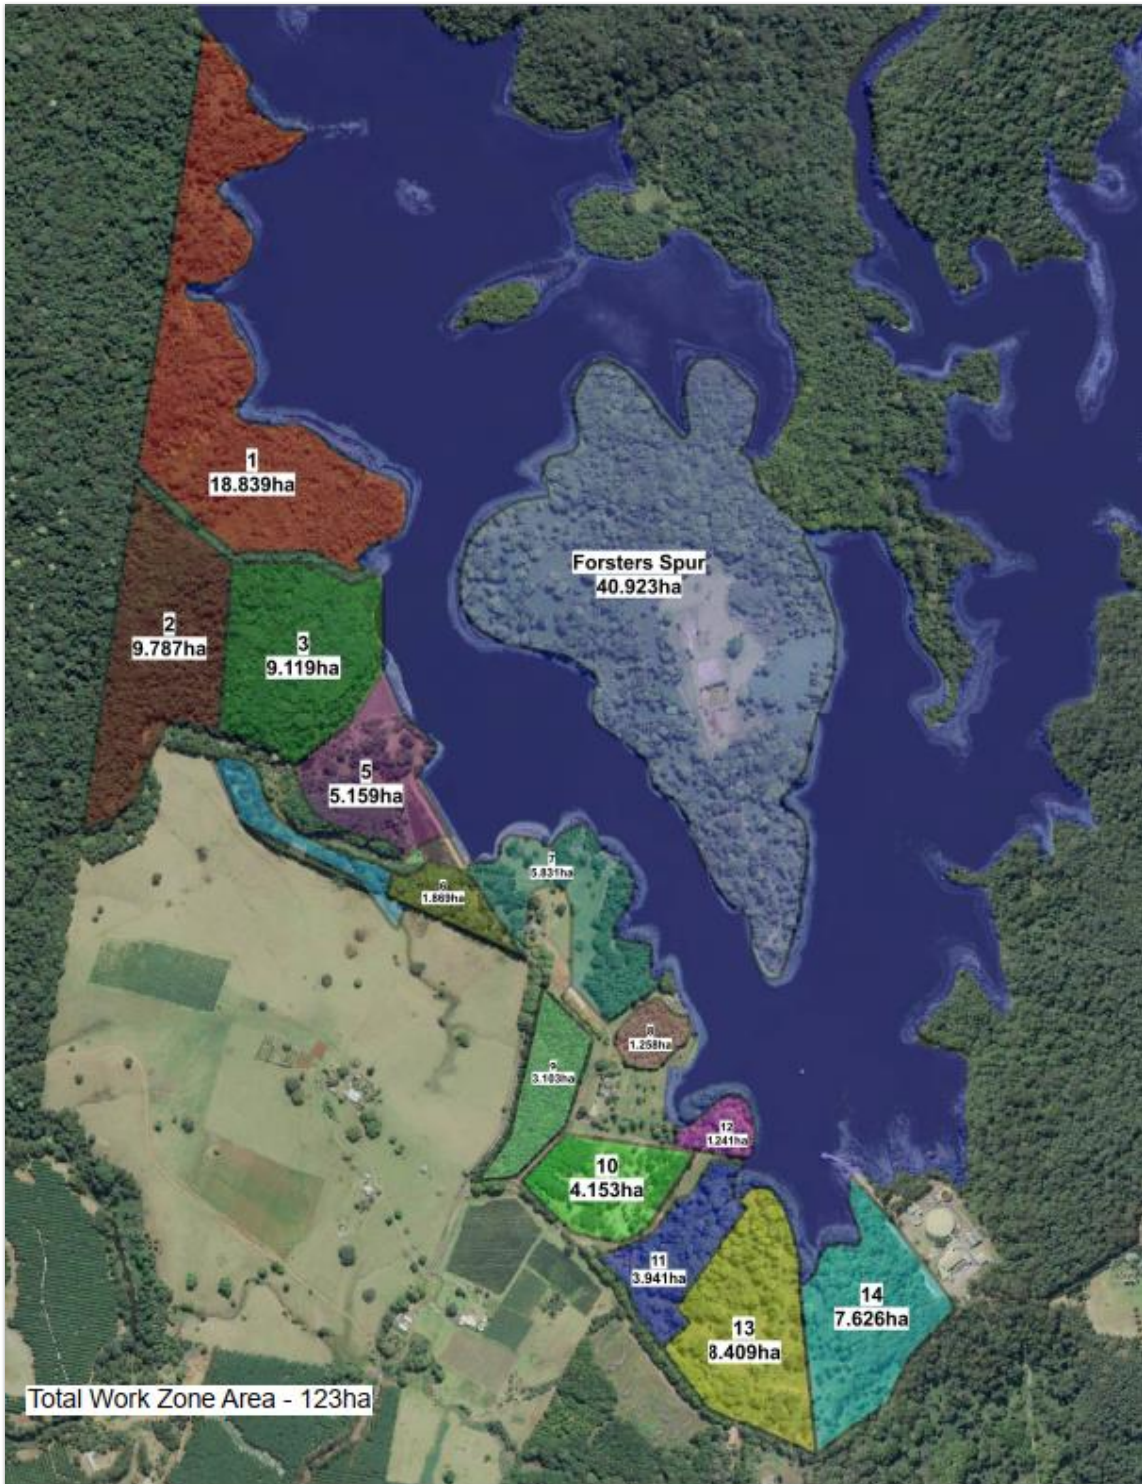 1
18.839ha
Forsters Spur
40.923ha
2
9.787ha
3
9.119ha
5
5.159ha
7
5.831ha
6
1.869ha
8
1.258ha
9
3.103ha
12
1.241ha
10
4.153ha
11
3.941ha
14
7.626ha
13
8.409ha
Total Work Zone Area - 123ha